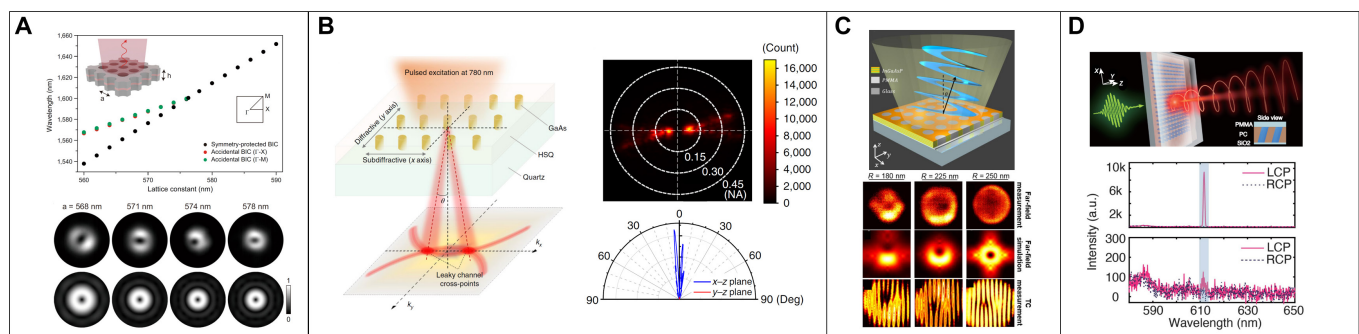 A
1,660
1,640
1,620
1,600
1,580
1,560
1,540
Wavelength (nm)
560
570
580
590
Lattice constant (nm)
h
a
M
Γ
X
Symmetry-protected BIC
Accidental BIC (Γ-X)
Accidental BIC (Γ-M)
a = 568 nm
571 nm
574 nm
578 nm
1
0
B
Pulsed excitation at 780 nm
Diffractive (y axis)
Subdiffractive (x axis)
GaAs
HSQ
Quartz
θ
kx
ky
Leaky channel
cross-points
(Count)
16,000
14,000
12,000
10,000
8,000
6,000
4,000
2,000
0
0.15
0.30
0.45
(NA)
0
30
30
60
60
90
90 (Deg)
x–z plane
y–z plane
C
InGaAsP
PMMA
Glass
z
y
x
R = 180 nm
R = 225 nm
R = 250 nm
Far-field
measurement
Far-field
simulation
TC
measurement
D
X
Y
Z
Side view
PMMA
PC
SiO2
10k
6k
2k
LCP
RCP
Intensity (a.u.)
200
100
0
LCP
RCP
580
610
630
650
Wavelength (nm)